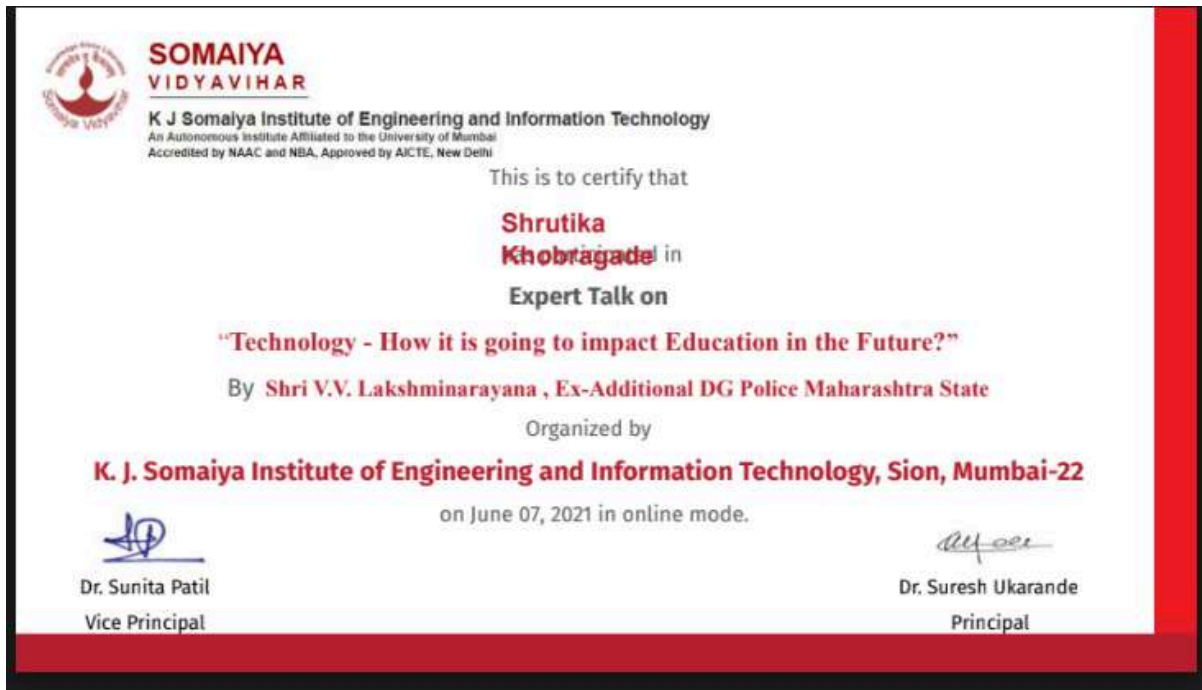 SOMAIYA
VIDYAVIHAR
K J Somaiya Institute of Engineering and Information Technology
An Autonomous Institute Affiliated to the University of Mumbai
Accredited by NAAC and NBA, Approved by AICTE, New Delhi
This is to certify that
Shrutika
Khobragade
has participated in
Expert Talk on
“Technology - How it is going to impact Education in the Future?”
By Shri V.V. Lakshminarayana , Ex-Additional DG Police Maharashtra State
Organized by
K. J. Somaiya Institute of Engineering and Information Technology, Sion, Mumbai-22
on June 07, 2021 in online mode.
Dr. Sunita Patil
Vice Principal
Dr. Suresh Ukarande
Principal